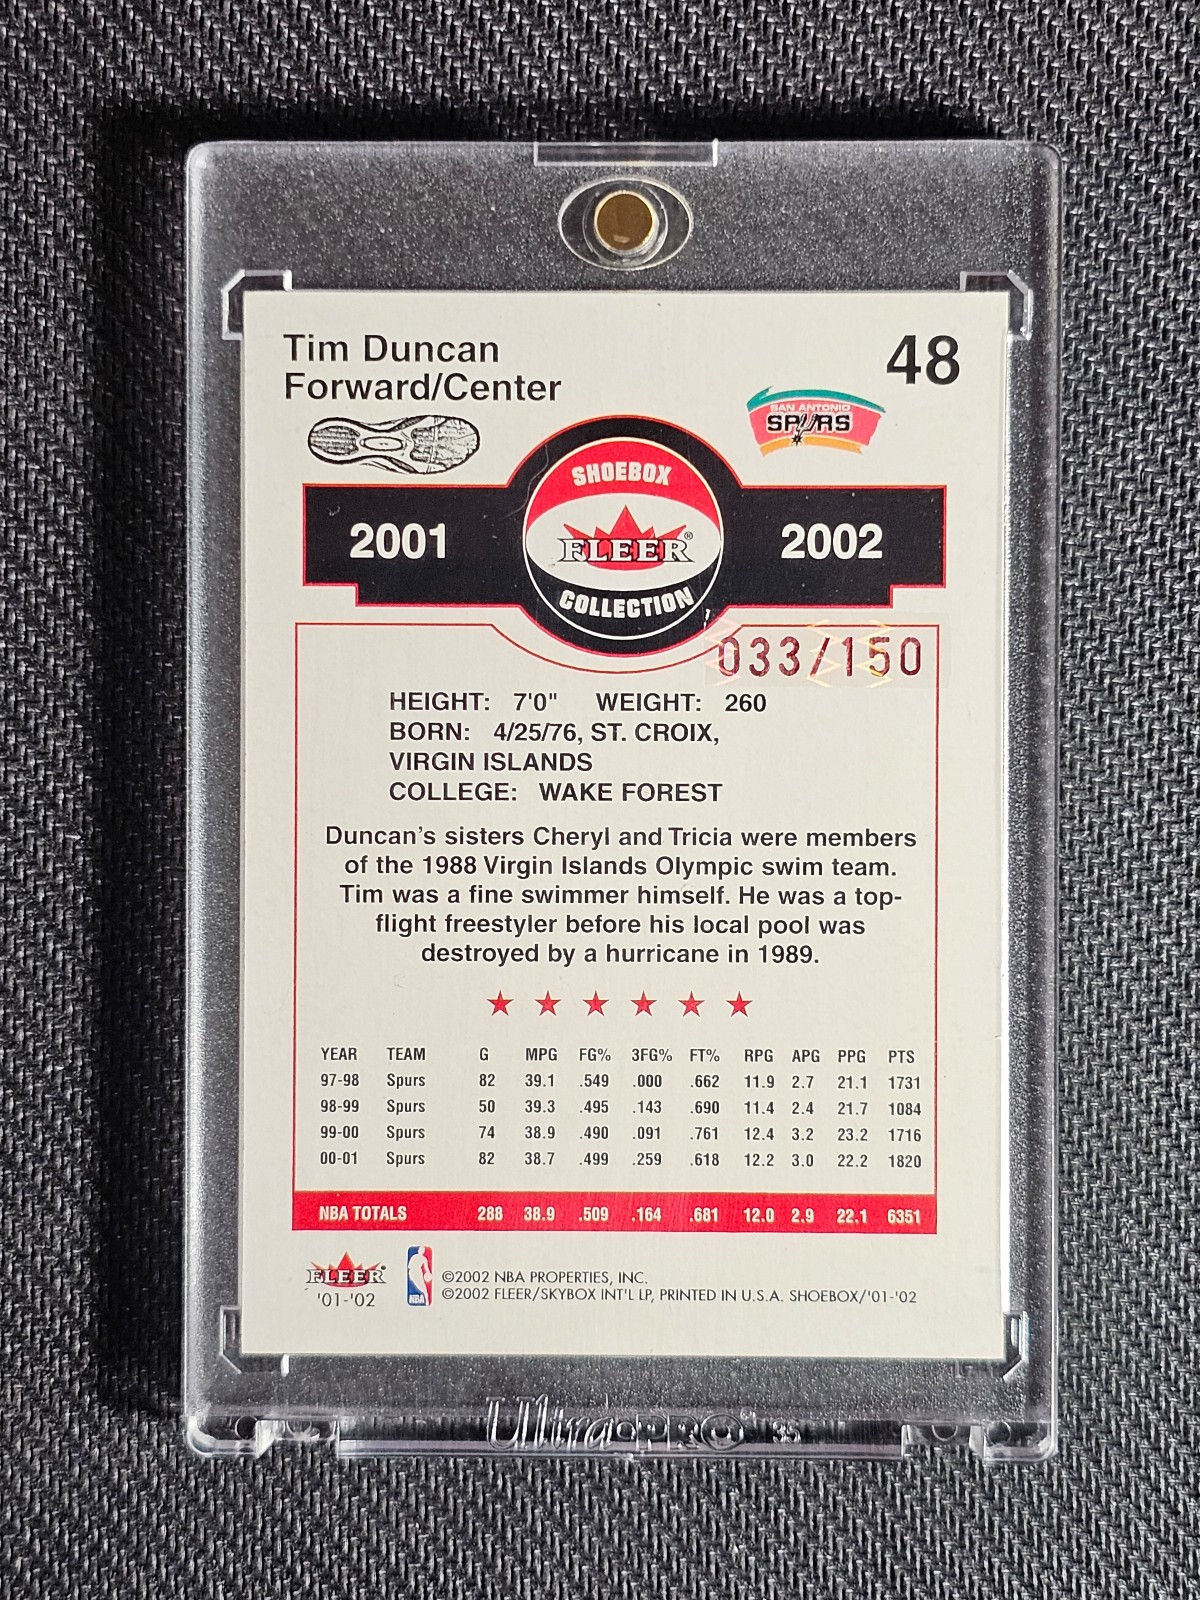 Tim Duncan
Forward/Center
48
SAN ANTONIO
SPURS
SHOEBOX
2001
FLEER®
2002
COLLECTION
033/150
HEIGHT: 7'0" WEIGHT: 260
BORN: 4/25/76, ST. CROIX,
VIRGIN ISLANDS
COLLEGE: WAKE FOREST
Duncan's sisters Cheryl and Tricia were members
of the 1988 Virgin Islands Olympic swim team.
Tim was a fine swimmer himself. He was a top-
flight freestyler before his local pool was
destroyed by a hurricane in 1989.
YEAR TEAM G MPG FG% 3FG% FT% RPG APG PPG PTS
97-98 Spurs 82 39.1 .549 .000 .662 11.9 2.7 21.1 1731
98-99 Spurs 50 39.3 .495 .143 .690 11.4 2.4 21.7 1084
99-00 Spurs 74 38.9 .490 .091 .761 12.4 3.2 23.2 1716
00-01 Spurs 82 38.7 .499 .259 .618 12.2 3.0 22.2 1820
NBA TOTALS 288 38.9 .509 .164 .681 12.0 2.9 22.1 6351
FLEER
'01-'02
NBA
©2002 NBA PROPERTIES, INC.
©2002 FLEER/SKYBOX INT'L LP, PRINTED IN U.S.A. SHOEBOX/'01-'02
Ultra PRO® 35